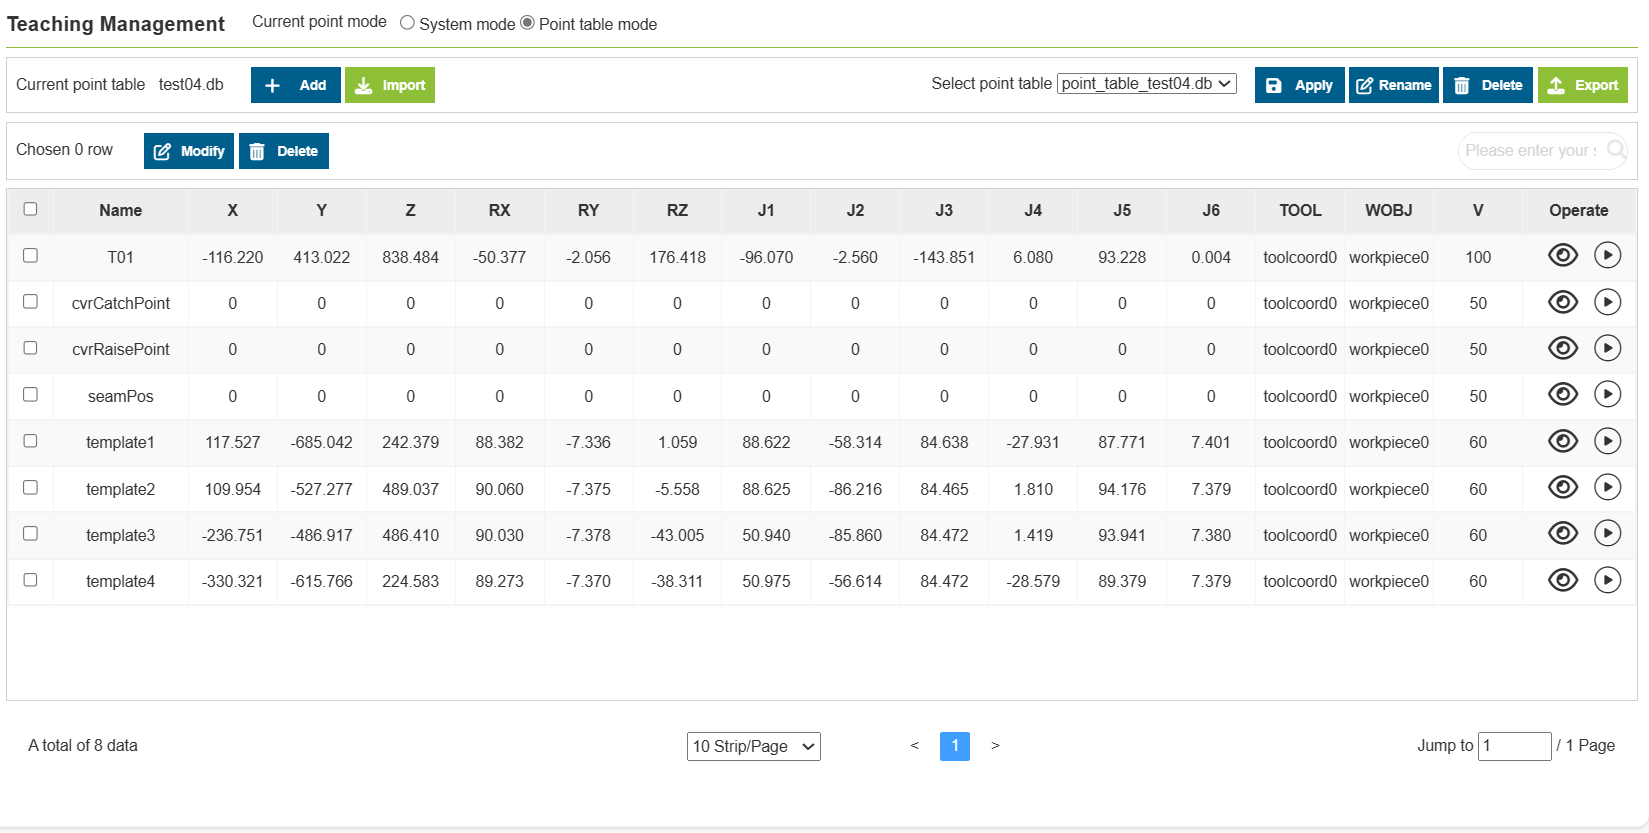 Teaching Management Current point mode System mode Point table mode
Current point table test04.db Add Import Select point table point_table_test04.db Apply Rename Delete Export
Chosen 0 row Modify Delete Please enter your
Name X Y Z RX RY RZ J1 J2 J3 J4 J5 J6 TOOL WOBJ V Operate
T01 -116.220 413.022 838.484 -50.377 -2.056 176.418 -96.070 -2.560 -143.851 6.080 93.228 0.004 toolcoord0 workpiece0 100
cvrCatchPoint 0 0 0 0 0 0 0 0 0 0 0 0 toolcoord0 workpiece0 50
cvrRaisePoint 0 0 0 0 0 0 0 0 0 0 0 0 toolcoord0 workpiece0 50
seamPos 0 0 0 0 0 0 0 0 0 0 0 0 toolcoord0 workpiece0 50
template1 117.527 -685.042 242.379 88.382 -7.336 1.059 88.622 -58.314 84.638 -27.931 87.771 7.401 toolcoord0 workpiece0 60
template2 109.954 -527.277 489.037 90.060 -7.375 -5.558 88.625 -86.216 84.465 1.810 94.176 7.379 toolcoord0 workpiece0 60
template3 -236.751 -486.917 486.410 90.030 -7.378 -43.005 50.940 -85.860 84.472 1.419 93.941 7.380 toolcoord0 workpiece0 60
template4 -330.321 -615.766 224.583 89.273 -7.370 -38.311 50.975 -56.614 84.472 -28.579 89.379 7.379 toolcoord0 workpiece0 60
A total of 8 data 10 Strip/Page < 1 > Jump to 1 / 1 Page